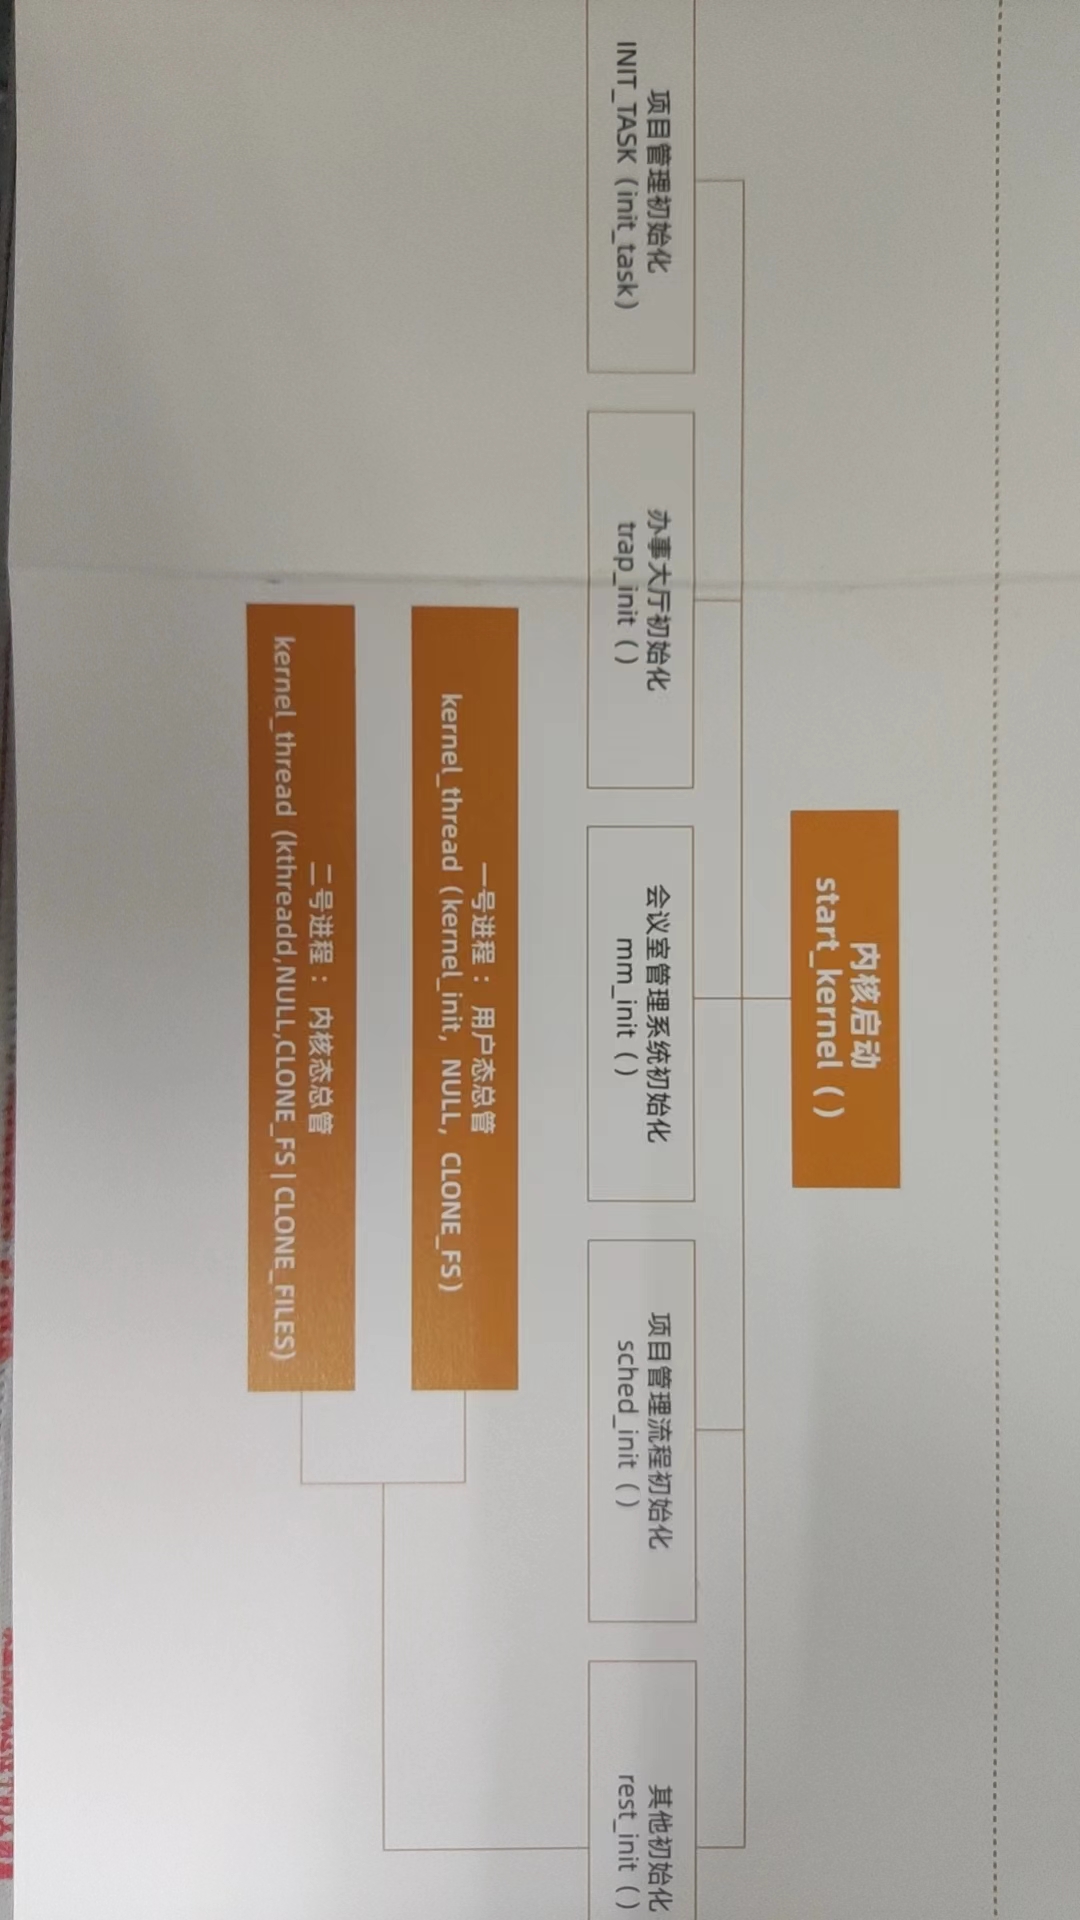 内核启动
start_kernel（）
项目管理初始化
INIT_TASK（init_task）
办事大厅初始化
trap_init（）
会议室管理系统初始化
mm_init（）
项目管理流程初始化
sched_init（）
其他初始化
rest_init（）
一号进程： 用户态总管
kernel_thread（kernel_init, NULL, CLONE_FS）
二号进程： 内核态总管
kernel_thread (kthreadd,NULL,CLONE_FS | CLONE_FILES)